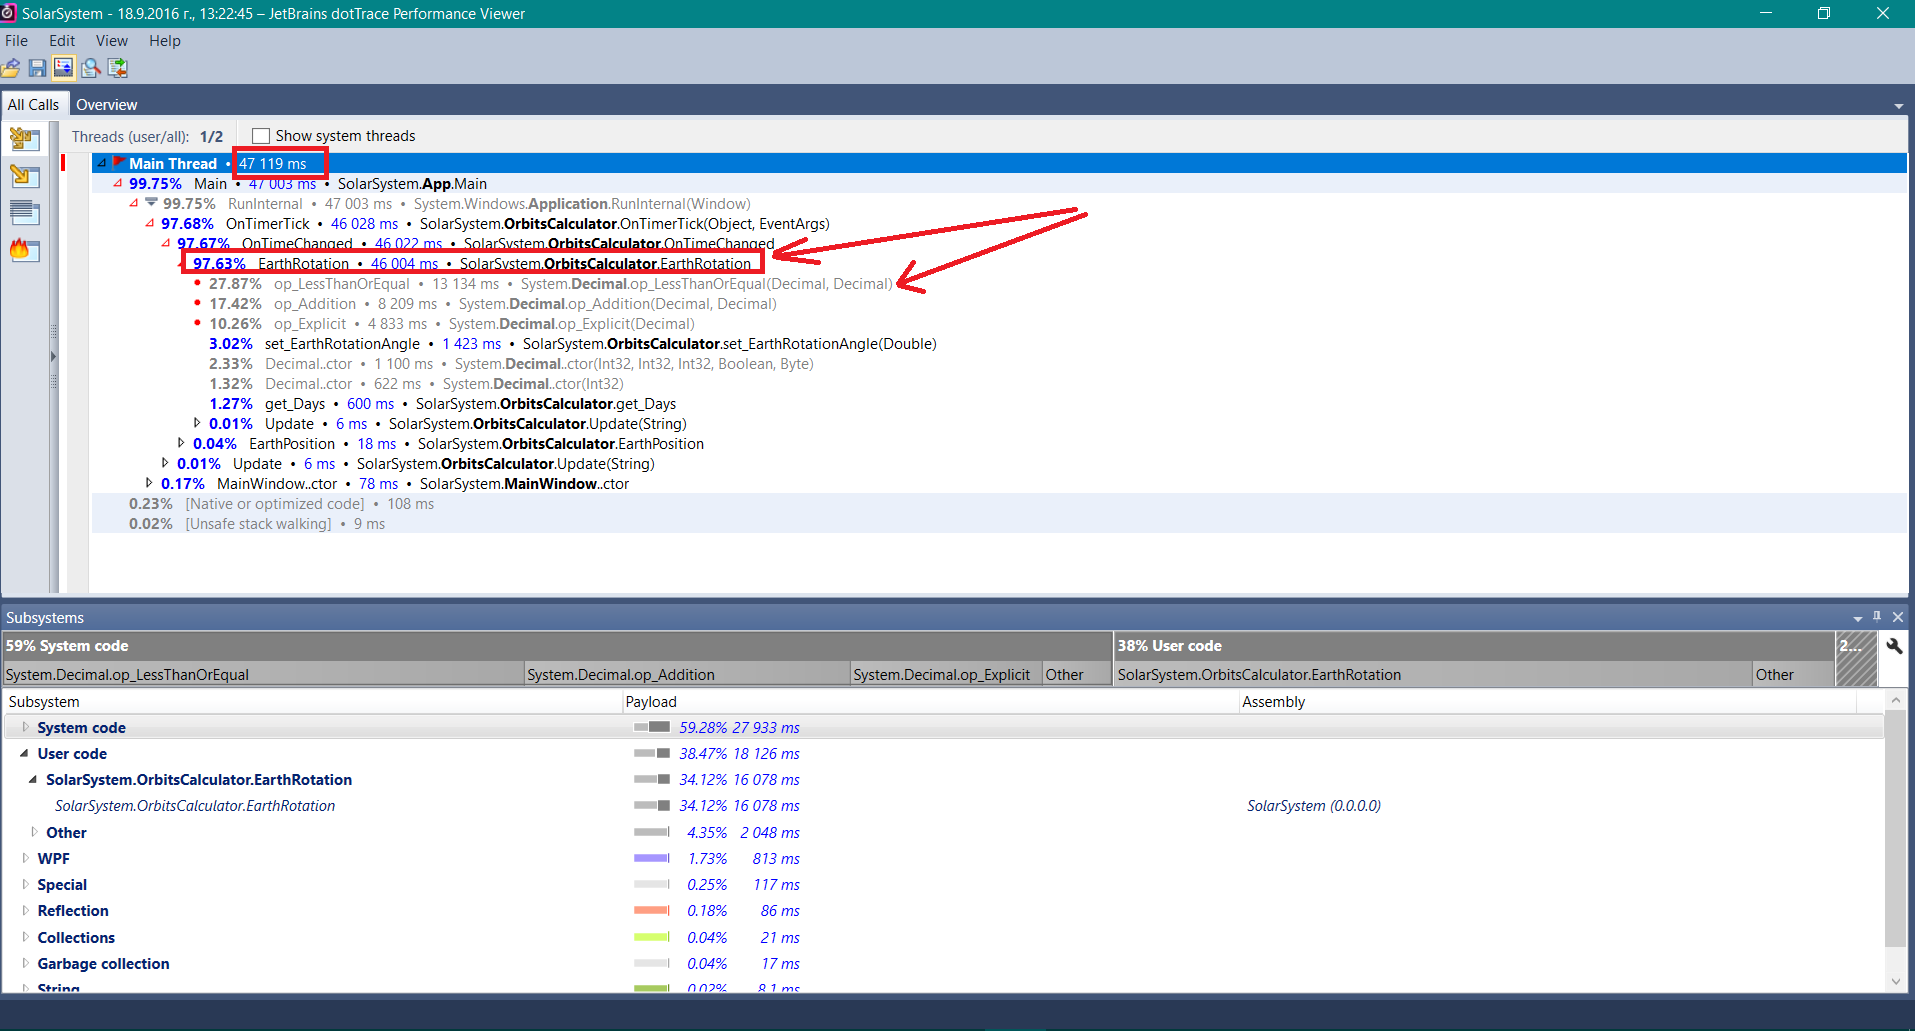 SolarSystem - 18.9.2016 г., 13:22:45 – JetBrains dotTrace Performance Viewer
File Edit View Help
All Calls Overview
Threads (user/all): 1/2 Show system threads
Main Thread • 47 119 ms
99.75% Main • 47 003 ms • SolarSystem.App.Main
99.75% RunInternal • 47 003 ms • System.Windows.Application.RunInternal(Window)
97.68% OnTimerTick • 46 028 ms • SolarSystem.OrbitsCalculator.OnTimerTick(Object, EventArgs)
97.67% OnTimeChanged • 46 022 ms • SolarSystem.OrbitsCalculator.OnTimeChanged
97.63% EarthRotation • 46 004 ms • SolarSystem.OrbitsCalculator.EarthRotation
27.87% op_LessThanOrEqual • 13 134 ms • System.Decimal.op_LessThanOrEqual(Decimal, Decimal)
17.42% op_Addition • 8 209 ms • System.Decimal.op_Addition(Decimal, Decimal)
10.26% op_Explicit • 4 833 ms • System.Decimal.op_Explicit(Decimal)
3.02% set_EarthRotationAngle • 1 423 ms • SolarSystem.OrbitsCalculator.set_EarthRotationAngle(Double)
2.33% Decimal..ctor • 1 100 ms • System.Decimal..ctor(Int32, Int32, Int32, Boolean, Byte)
1.32% Decimal..ctor • 622 ms • System.Decimal..ctor(Int32)
1.27% get_Days • 600 ms • SolarSystem.OrbitsCalculator.get_Days
0.01% Update • 6 ms • SolarSystem.OrbitsCalculator.Update(String)
0.04% EarthPosition • 18 ms • SolarSystem.OrbitsCalculator.EarthPosition
0.01% Update • 6 ms • SolarSystem.OrbitsCalculator.Update(String)
0.17% MainWindow..ctor • 78 ms • SolarSystem.MainWindow..ctor
0.23% [Native or optimized code] • 108 ms
0.02% [Unsafe stack walking] • 9 ms
Subsystems
59% System code 38% User code 2...
System.Decimal.op_LessThanOrEqual System.Decimal.op_Addition System.Decimal.op_Explicit Other SolarSystem.OrbitsCalculator.EarthRotation Other
Subsystem Payload Assembly
System code 59.28% 27 933 ms
User code 38.47% 18 126 ms
SolarSystem.OrbitsCalculator.EarthRotation 34.12% 16 078 ms
SolarSystem.OrbitsCalculator.EarthRotation 34.12% 16 078 ms SolarSystem (0.0.0.0)
Other 4.35% 2 048 ms
WPF 1.73% 813 ms
Special 0.25% 117 ms
Reflection 0.18% 86 ms
Collections 0.04% 21 ms
Garbage collection 0.04% 17 ms
String 0.02% 8.1 ms